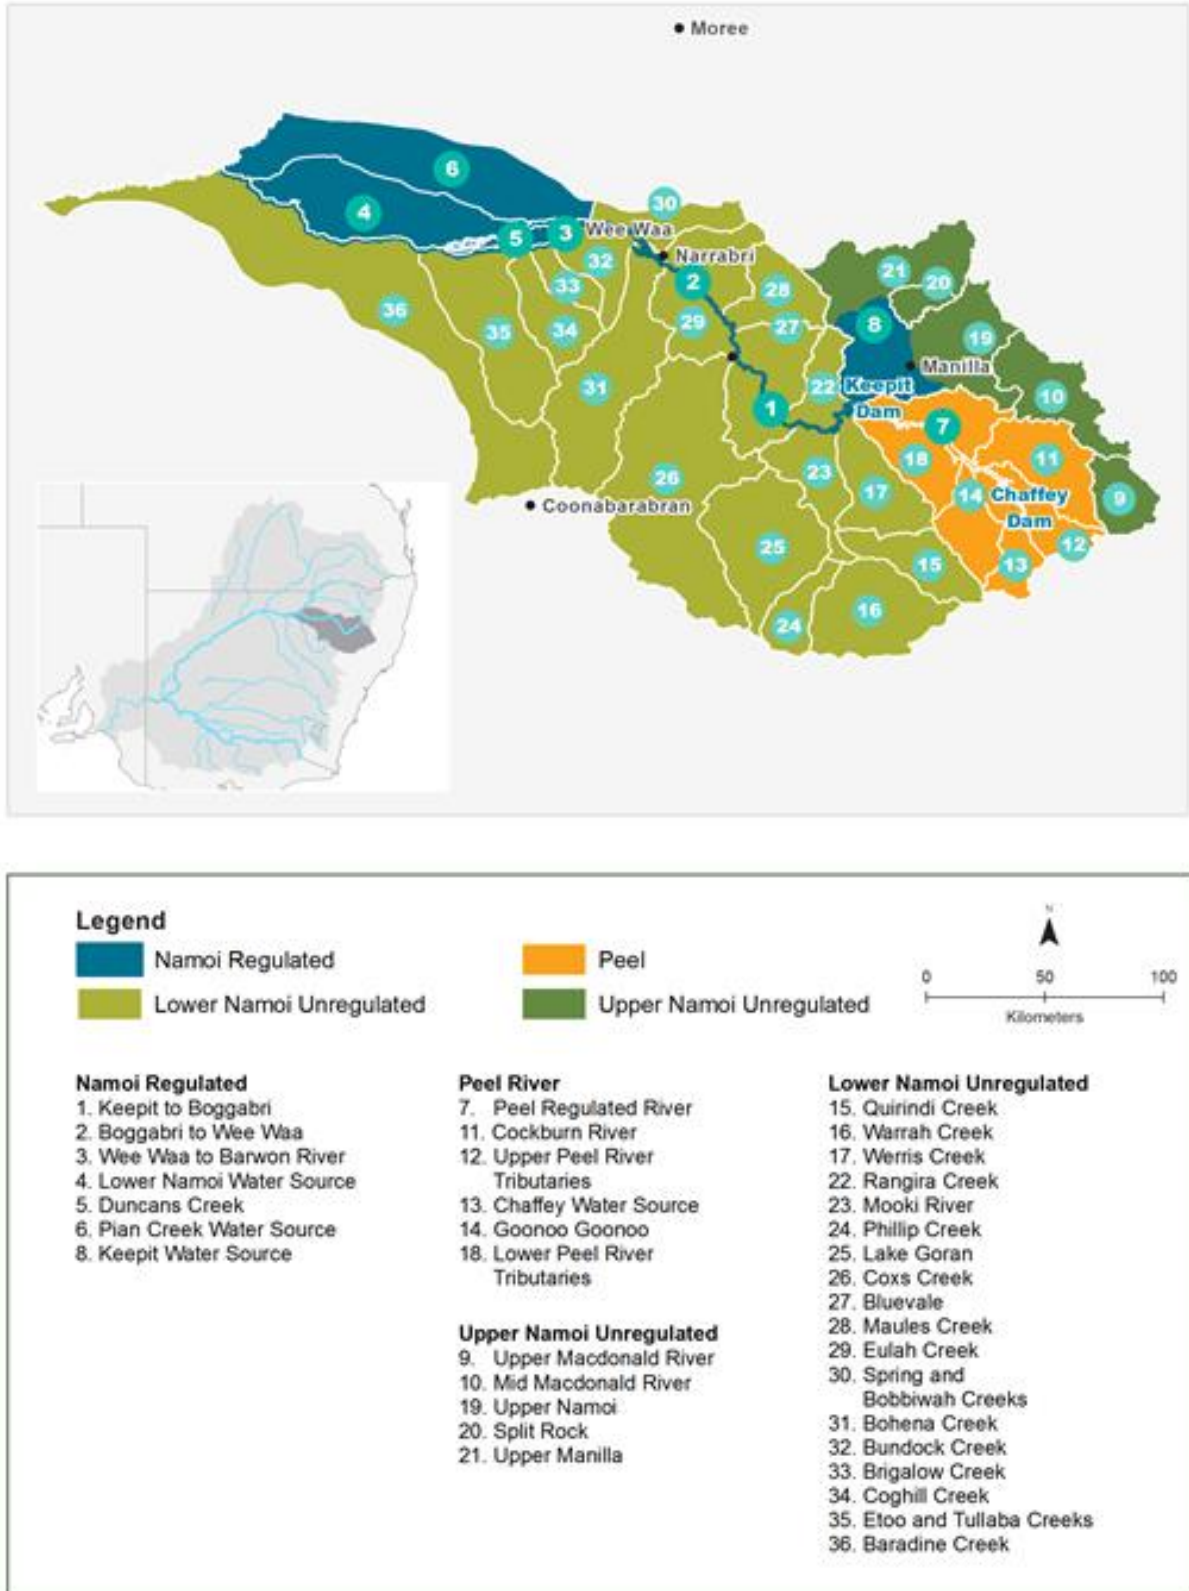 Moree
6
30
4
5
3
Wee Waa
32
Narrabri
21
20
2
28
33
36
35
34
29
27
8
19
Manilla
31
22
Keepit
Dam
10
1
7
26
23
18
11
17
14
Chaffey
Dam
9
Coonabarabran
25
12
15
13
16
24
Legend
Namoi Regulated
Peel
Lower Namoi Unregulated
Upper Namoi Unregulated
N
0 50 100
Kilometers
Namoi Regulated
1. Keepit to Boggabri
2. Boggabri to Wee Waa
3. Wee Waa to Barwon River
4. Lower Namoi Water Source
5. Duncans Creek
6. Pian Creek Water Source
8. Keepit Water Source
Peel River
7. Peel Regulated River
11. Cockburn River
12. Upper Peel River
Tributaries
13. Chaffey Water Source
14. Goonoo Goonoo
18. Lower Peel River
Tributaries
Upper Namoi Unregulated
9. Upper Macdonald River
10. Mid Macdonald River
19. Upper Namoi
20. Split Rock
21. Upper Manilla
Lower Namoi Unregulated
15. Quirindi Creek
16. Warrah Creek
17. Werris Creek
22. Rangira Creek
23. Mooki River
24. Phillip Creek
25. Lake Goran
26. Coxs Creek
27. Bluevale
28. Maules Creek
29. Eulah Creek
30. Spring and
Bobbiwah Creeks
31. Bohena Creek
32. Bundock Creek
33. Brigalow Creek
34. Coghill Creek
35. Etoo and Tullaba Creeks
36. Baradine Creek